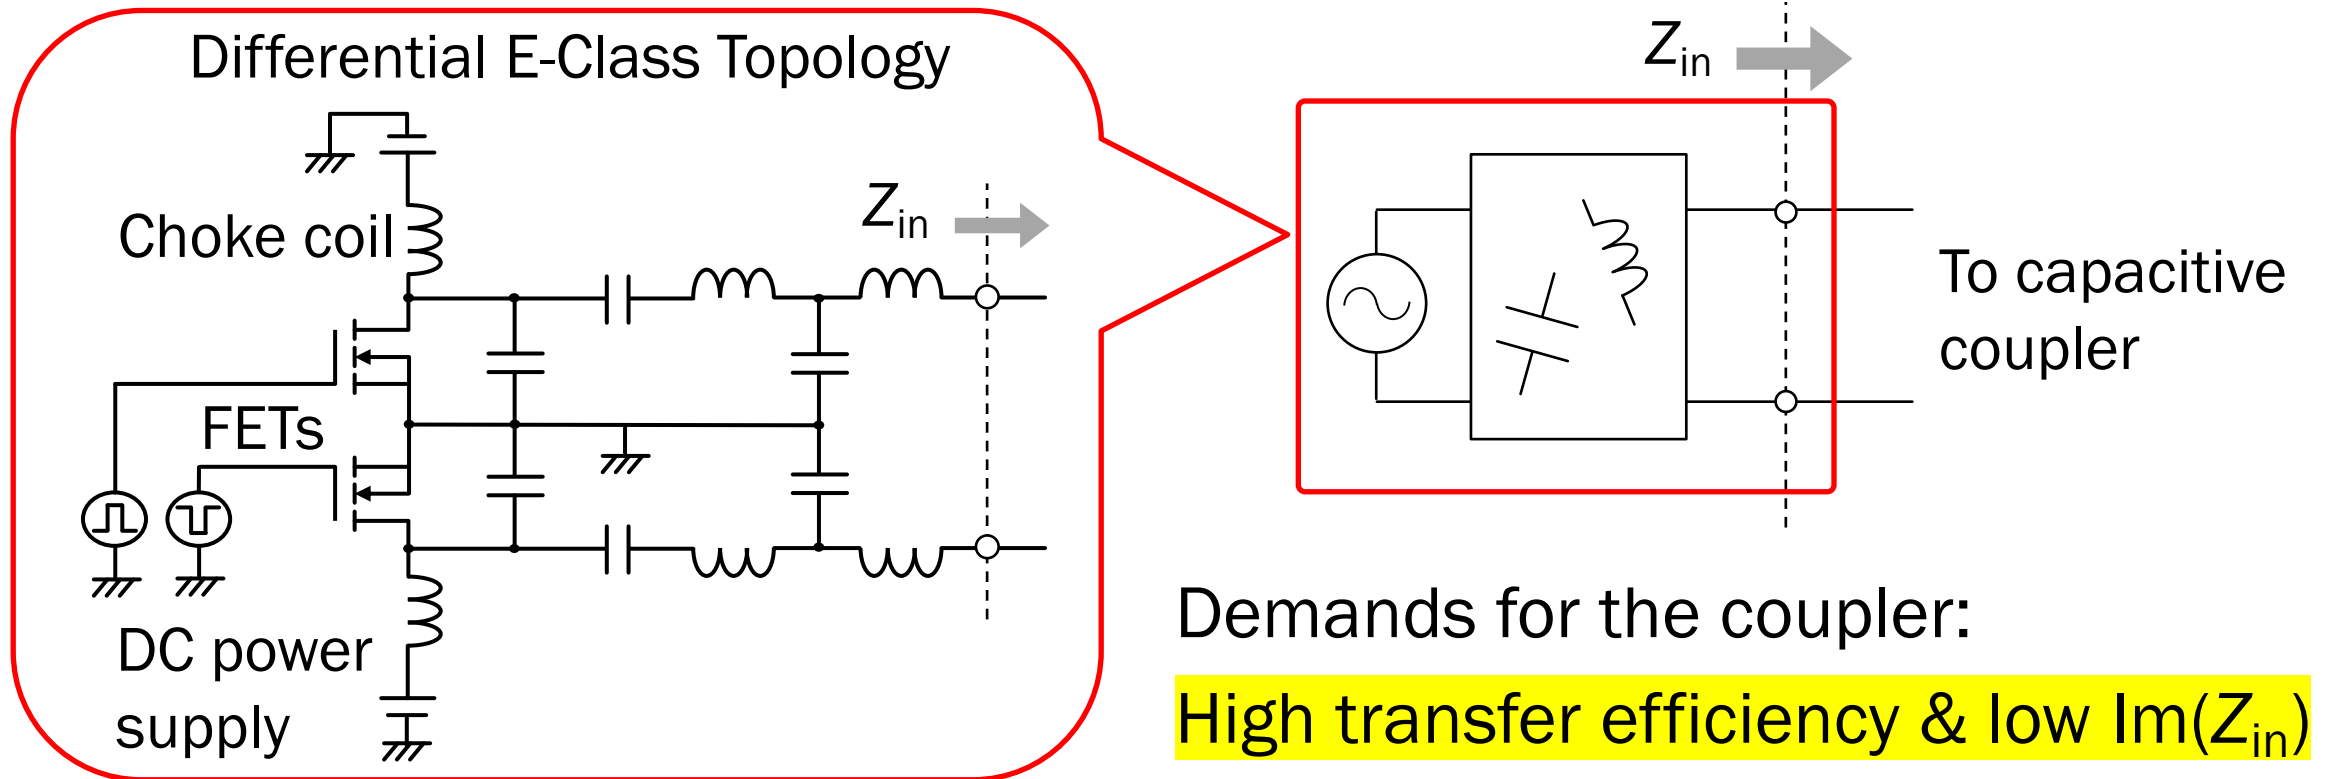 Differential E-Class Topology
Choke coil
Zin
FETs
DC power
supply
Zin
To capacitive
coupler
Demands for the coupler:
High transfer efficiency & low Im(Zin)